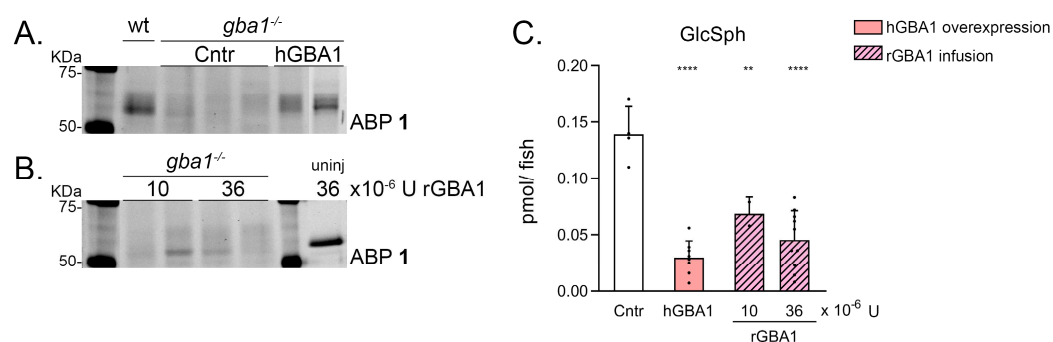 A.
wt
gba1-/-
Cntr
hGBA1
KDa
75-
50-
ABP 1
B.
gba1-/-
uninj
KDa
10
36
36
x10-6 U rGBA1
75-
50-
ABP 1
C.
GlcSph
hGBA1 overexpression
rGBA1 infusion
pmol/ fish
0.20
0.15
0.10
0.05
0.00
****
**
****
Cntr
hGBA1
10
36
x 10-6 U
rGBA1